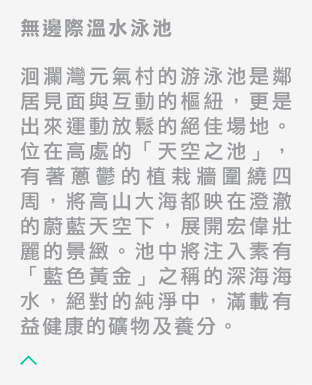 無邊際溫水泳池
洄瀾灣元氣村的游泳池是鄰
居見面與互動的樞紐，更是
出來運動放鬆的絕佳場地。
位在高處的「天空之池」，
有著蔥鬱的植栽牆圍繞四
周，將高山大海都映在澄澈
的蔚藍天空下，展開宏偉壯
麗的景緻。池中將注入素有
「藍色黃金」之稱的深海海
水，絕對的純淨中，滿載有
益健康的礦物及養分。